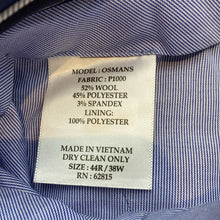 MODEL: OSMANS
FABRIC: P1000
52% WOOL
45% POLYESTER
3% SPANDEX
LINING:
100% POLYESTER
MADE IN VIETNAM
DRY CLEAN ONLY
SIZE: 44R / 38W
RN: 62815